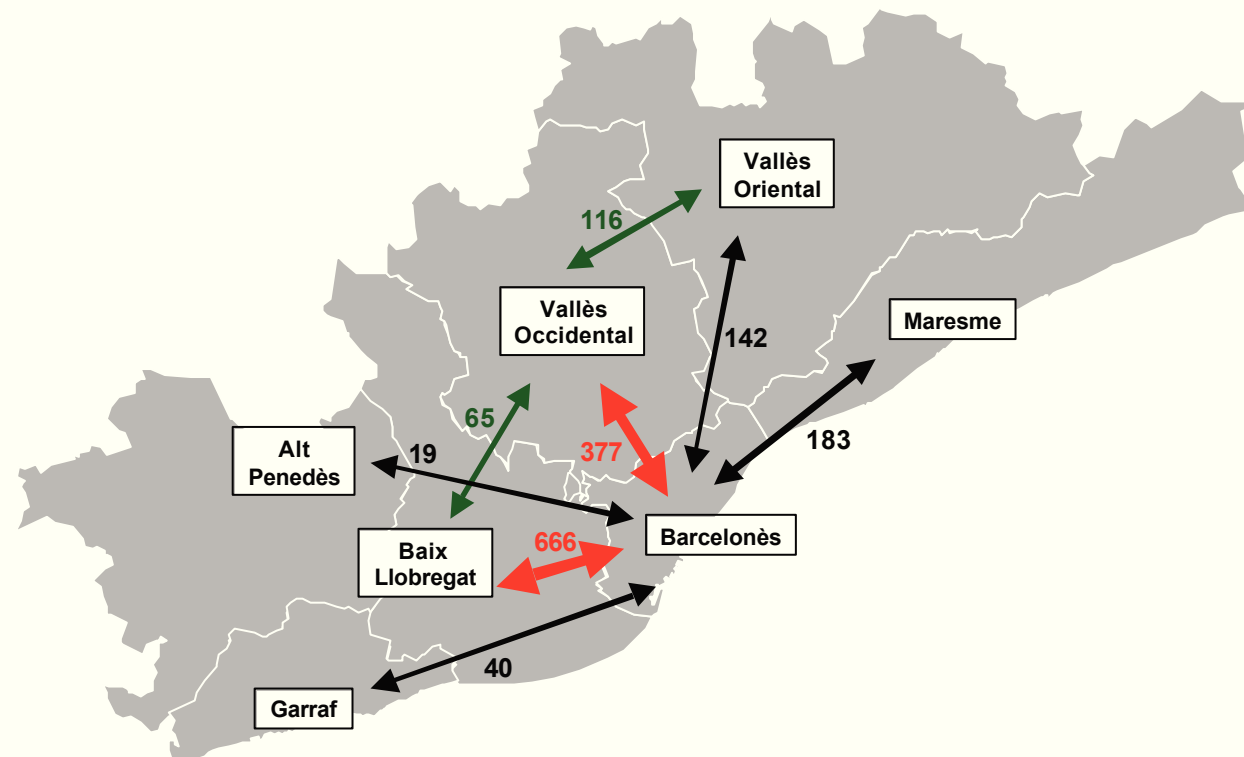 Vallès
Oriental
116
Vallès
Occidental
Maresme
142
65
377
183
Alt
Penedès
19
Barcelonès
666
Baix
Llobregat
40
Garraf